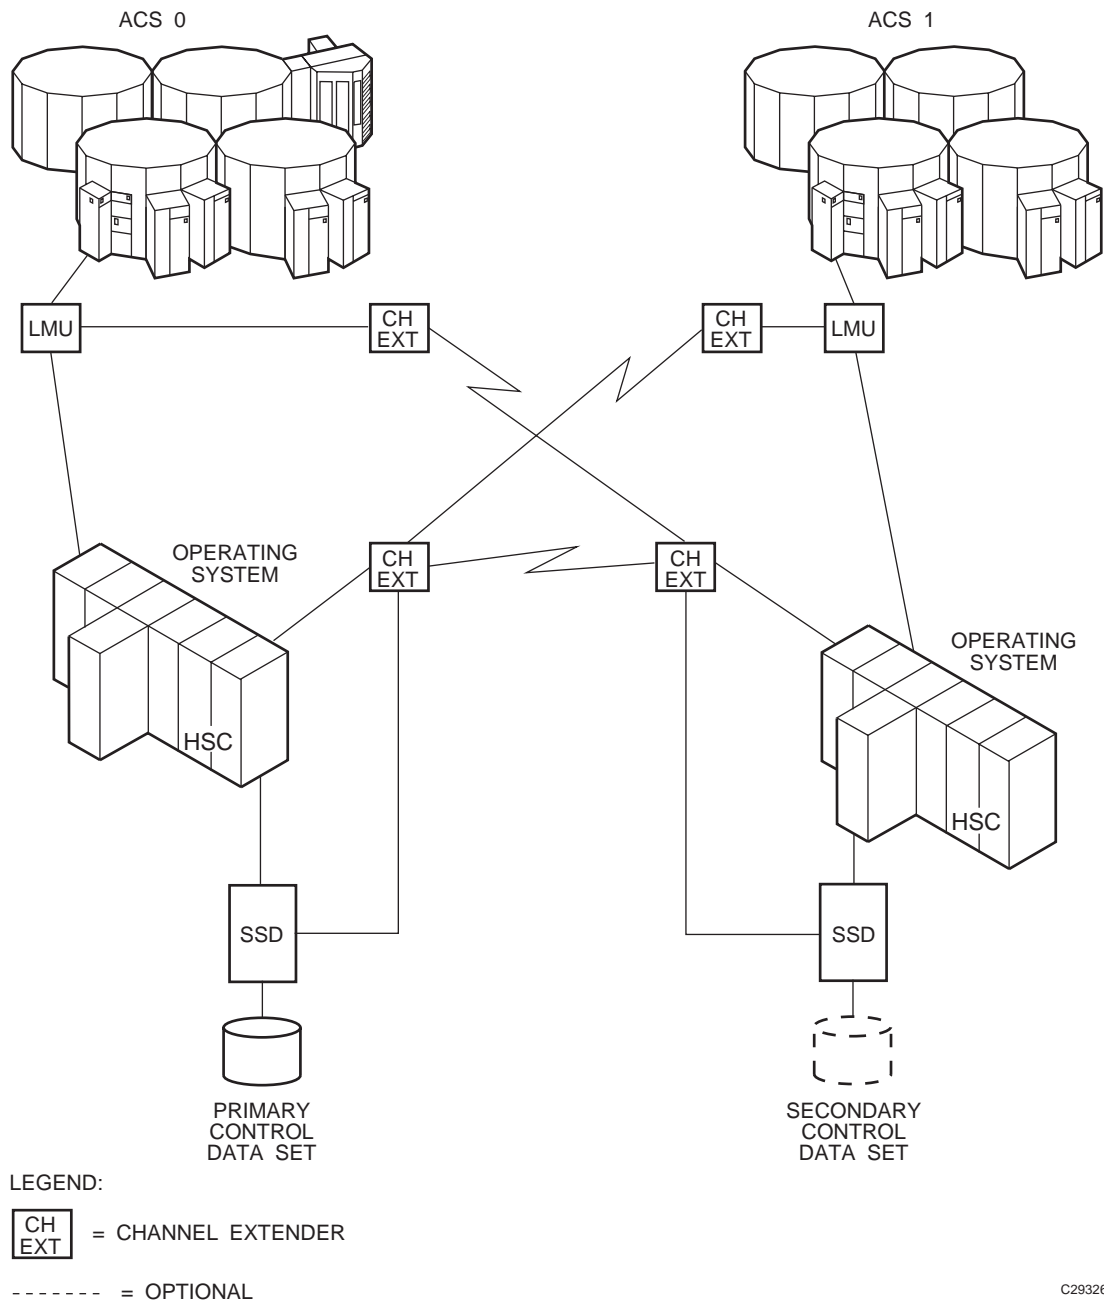 ACS 0
ACS 1
LMU
CH
EXT
CH
EXT
LMU
OPERATING
SYSTEM
CH
EXT
CH
EXT
OPERATING
SYSTEM
HSC
HSC
SSD
SSD
PRIMARY
CONTROL
DATA SET
SECONDARY
CONTROL
DATA SET
LEGEND:
CH
EXT
= CHANNEL EXTENDER
------- = OPTIONAL
C29326